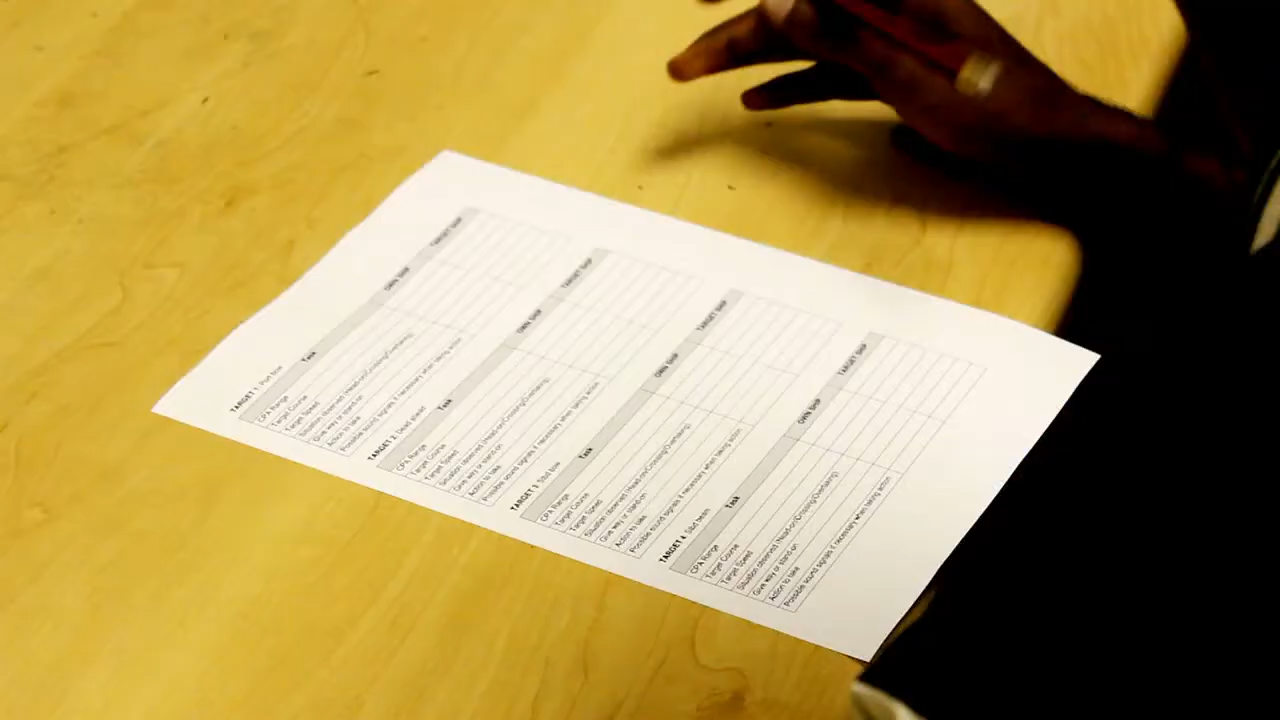 TARGET 1: Port bow
Task OWN SHIP TARGET SHIP
CPA Range
Target Course
Target Speed
Situation observed (Head-on/Crossing/Overtaking)
Give way or stand-on
Action to take
Possible sound signals if necessary when taking action
TARGET 2: Dead ahead
Task OWN SHIP TARGET SHIP
CPA Range
Target Course
Target Speed
Situation observed (Head-on/Crossing/Overtaking)
Give way or stand-on
Action to take
Possible sound signals if necessary when taking action
TARGET 3: Stbd bow
Task OWN SHIP TARGET SHIP
CPA Range
Target Course
Target Speed
Situation observed (Head-on/Crossing/Overtaking)
Give way or stand-on
Action to take
Possible sound signals if necessary when taking action
TARGET 4: Stbd beam
Task OWN SHIP TARGET SHIP
CPA Range
Target Course
Target Speed
Situation observed (Head-on/Crossing/Overtaking)
Give way or stand-on
Action to take
Possible sound signals if necessary when taking action